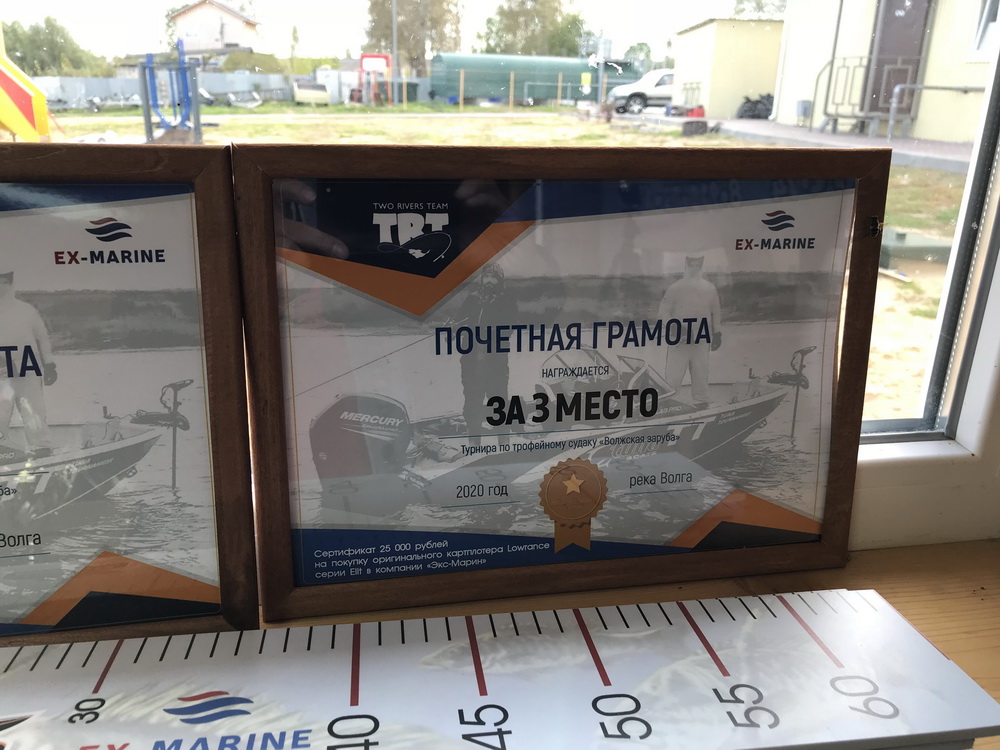 EX-MARINE
ТА
ба»
Волга
TWO RIVERS TEAM
TRT
EX-MARINE
ПОЧЕТНАЯ ГРАМОТА
НАГРАЖДАЕТСЯ
ЗА 3 МЕСТО
MERCURY
Турнира по трофейному судаку «Волжская заруба»
2020 год
река Волга
Сертификат 25 000 рублей
на покупку оригинального картплотера Lowrance
серии Elit в компании «Экс-Марин»
30
40
45
50
55
60
EX-MARINE